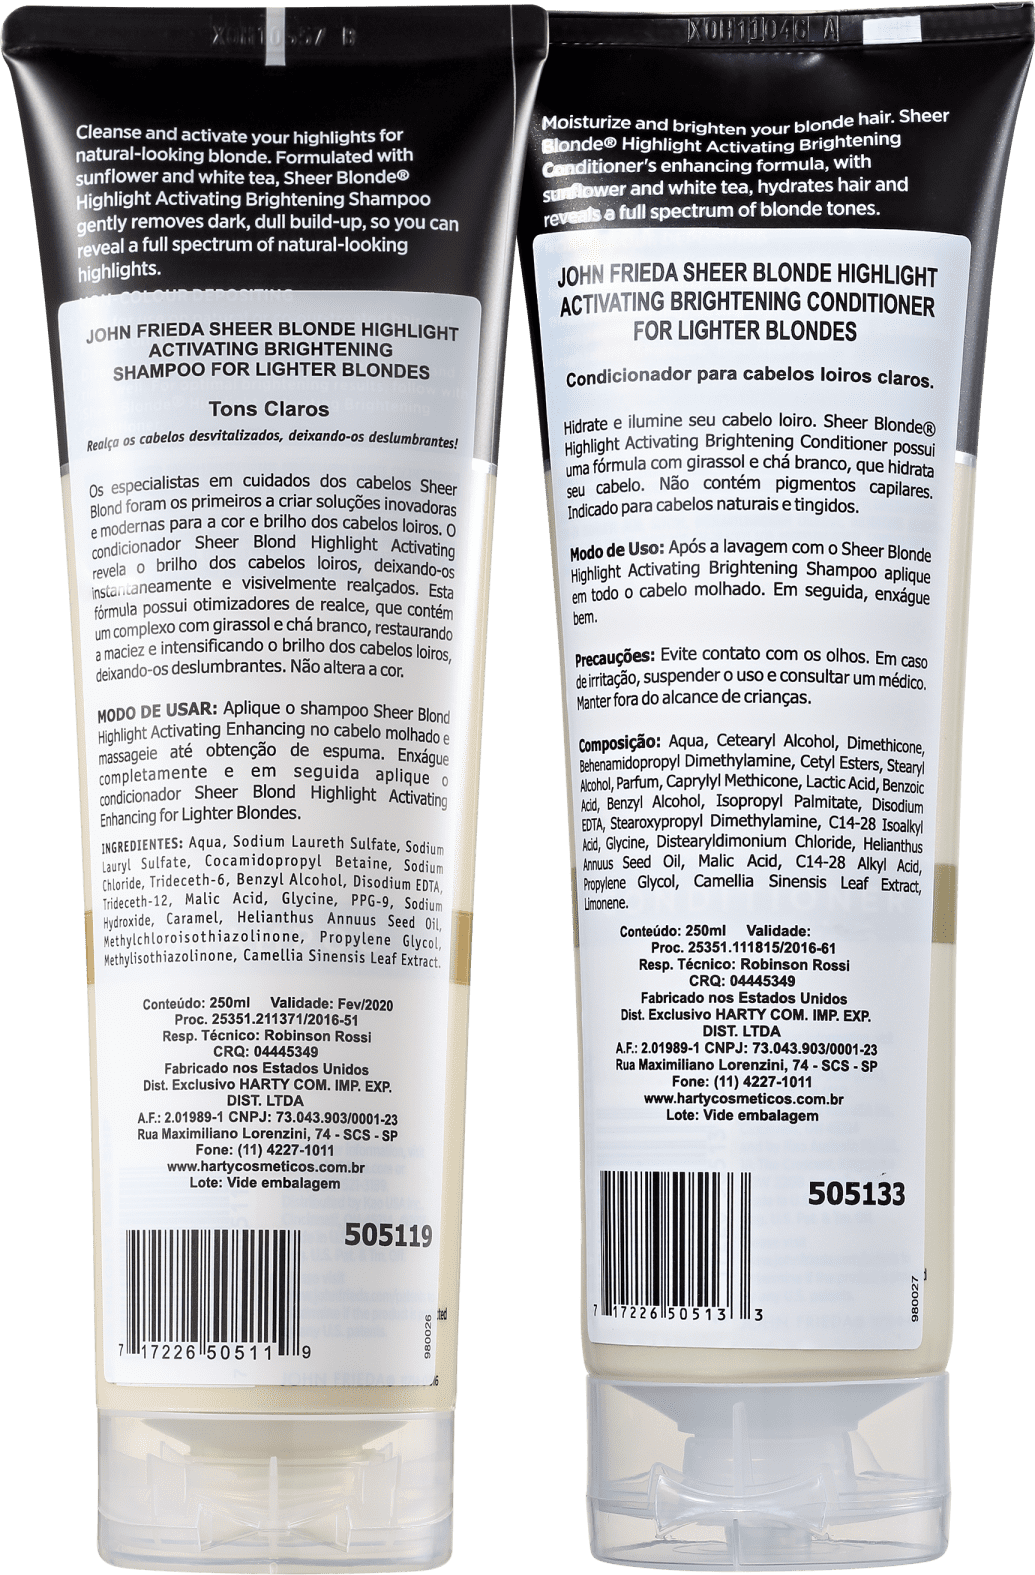 Cleanse and activate your highlights for
natural-looking blonde. Formulated with
sunflower and white tea, Sheer Blonde®
Highlight Activating Brightening Shampoo
gently removes dark, dull build-up, so you can
reveal a full spectrum of natural-looking
highlights.
JOHN FRIEDA SHEER BLONDE HIGHLIGHT
ACTIVATING BRIGHTENING
SHAMPOO FOR LIGHTER BLONDES
Tons Claros
Realça os cabelos desvitalizados, deixando-os deslumbrantes!
Os especialistas em cuidados dos cabelos Sheer
Blond foram os primeiros a criar soluções inovadoras
e modernas para a cor e brilho dos cabelos loiros. O
condicionador Sheer Blond Highlight Activating
revela o brilho dos cabelos loiros, deixando-os
instantaneamente e visivelmente realçados. Esta
fórmula possui otimizadores de realce, que contém
um complexo com girassol e chá branco, restaurando
a maciez e intensificando o brilho dos cabelos loiros,
deixando-os deslumbrantes. Não altera a cor.
MODO DE USAR: Aplique o shampoo Sheer Blond
Highlight Activating Enhancing no cabelo molhado e
massageie até obtenção de espuma. Enxágue
completamente e em seguida aplique o
condicionador Sheer Blond Highlight Activating
Enhancing for Lighter Blondes.
INGREDIENTES: Aqua, Sodium Laureth Sulfate, Sodium
Lauryl Sulfate, Cocamidopropyl Betaine, Sodium
Chloride, Trideceth-6, Benzyl Alcohol, Disodium EDTA,
Trideceth-12, Malic Acid, Glycine, PPG-9, Sodium
Hydroxide, Caramel, Helianthus Annuus Seed Oil,
Methylchloroisothiazolinone, Propylene Glycol,
Methylisothiazolinone, Camellia Sinensis Leaf Extract.
Conteúdo: 250ml Validade: Fev/2020
Proc. 25351.211371/2016-51
Resp. Técnico: Robinson Rossi
CRQ: 04445349
Fabricado nos Estados Unidos
Dist. Exclusivo HARTY COM. IMP. EXP.
DIST. LTDA
A.F.: 2.01989-1 CNPJ: 73.043.903/0001-23
Rua Maximiliano Lorenzini, 74 - SCS - SP
Fone: (11) 4227-1011
www.hartycosmeticos.com.br
Lote: Vide embalagem
505119
7 17226 50511 9
980026
XOH11046 A
Moisturize and brighten your blonde hair. Sheer
Blonde® Highlight Activating Brightening
Conditioner's enhancing formula, with
sunflower and white tea, hydrates hair and
reveals a full spectrum of blonde tones.
JOHN FRIEDA SHEER BLONDE HIGHLIGHT
ACTIVATING BRIGHTENING CONDITIONER
FOR LIGHTER BLONDES
Condicionador para cabelos loiros claros.
Hidrate e ilumine seu cabelo loiro. Sheer Blonde®
Highlight Activating Brightening Conditioner possui
uma fórmula com girassol e chá branco, que hidrata
seu cabelo. Não contém pigmentos capilares.
Indicado para cabelos naturais e tingidos.
Modo de Uso: Após a lavagem com o Sheer Blonde
Highlight Activating Brightening Shampoo aplique
em todo o cabelo molhado. Em seguida, enxágue
bem.
Precauções: Evite contato com os olhos. Em caso
de irritação, suspender o uso e consultar um médico.
Manter fora do alcance de crianças.
Composição: Aqua, Cetearyl Alcohol, Dimethicone,
Behenamidopropyl Dimethylamine, Cetyl Esters, Stearyl
Alcohol, Parfum, Caprylyl Methicone, Lactic Acid, Benzoic
Acid, Benzyl Alcohol, Isopropyl Palmitate, Disodium
EDTA, Stearoxypropyl Dimethylamine, C14-28 Isoalkyl
Acid, Glycine, Distearyldimonium Chloride, Helianthus
Annuus Seed Oil, Malic Acid, C14-28 Alkyl Acid,
Propylene Glycol, Camellia Sinensis Leaf Extract,
Limonene.
Conteúdo: 250ml Validade:
Proc. 25351.111815/2016-61
Resp. Técnico: Robinson Rossi
CRQ: 04445349
Fabricado nos Estados Unidos
Dist. Exclusivo HARTY COM. IMP. EXP.
DIST. LTDA
A.F.: 2.01989-1 CNPJ: 73.043.903/0001-23
Rua Maximiliano Lorenzini, 74 - SCS - SP
Fone: (11) 4227-1011
www.hartycosmeticos.com.br
Lote: Vide embalagem
505133
7 17226 50513 3
980027